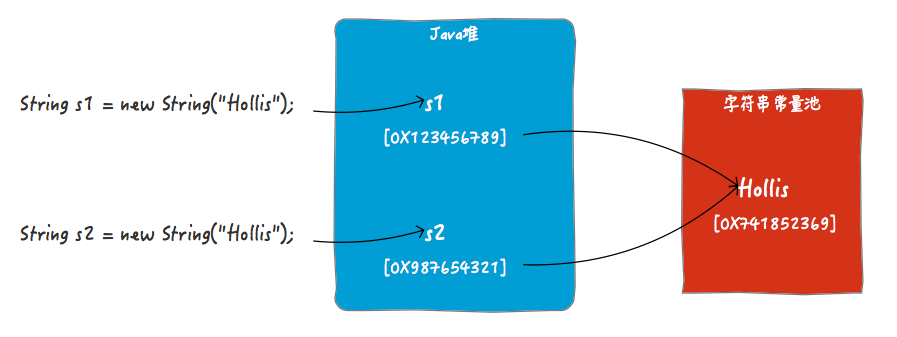 Java堆
String s1 = new String("Hollis");
s1
[0X123456789]
字符串常量池
Hollis
[0X741852369]
String s2 = new String("Hollis");
s2
[0X987654321]